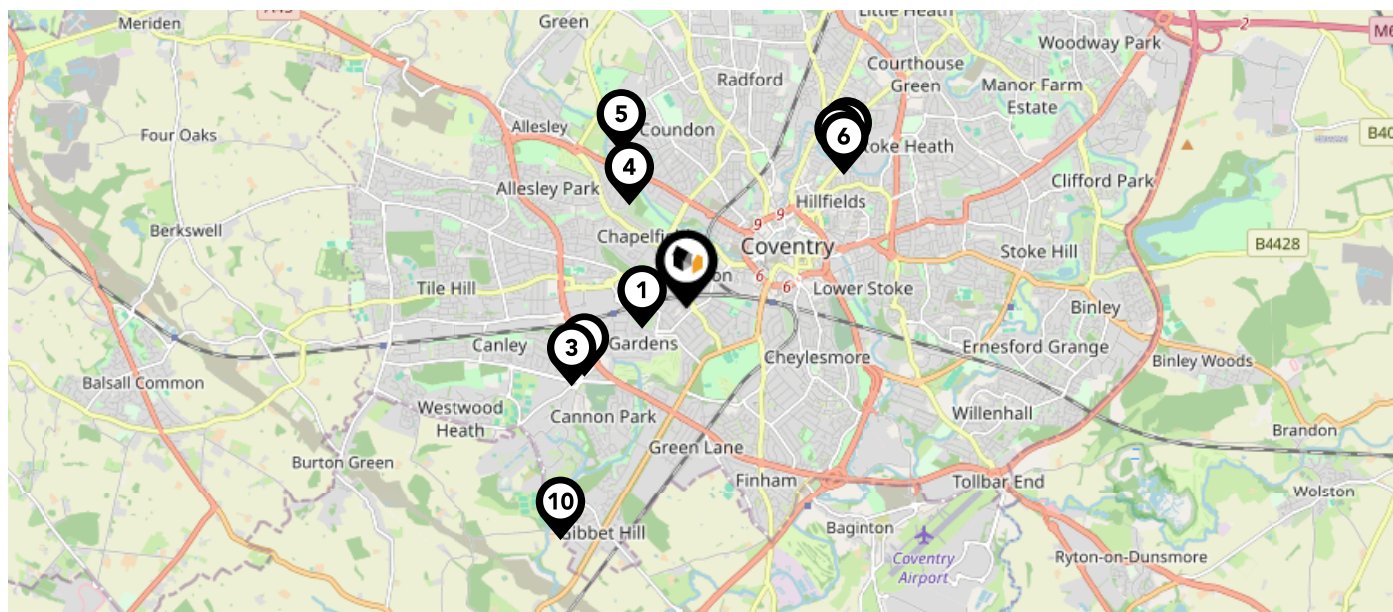 Meriden
Green
Little Heath
2
M6
Woodway Park
Radford
Courthouse
Green
Manor Farm
Estate
5
Four Oaks
Allesley
Coundon
6
Stoke Heath
B40
4
Allesley Park
Clifford Park
Hillfields
9
9
Berkswell
Coventry
Stoke Hill
B4428
6
6
1
Tile Hill
Lower Stoke
Binley
3
Gardens
Canley
Cheylesmore
Ernesford Grange
Binley Woods
Balsall Common
Westwood
Heath
Cannon Park
Willenhall
Green Lane
Brandon
Burton Green
Finham
Tollbar End
Wolston
10
Gibbet Hill
Baginton
Coventry
Airport
Ryton-on-Dunsmore